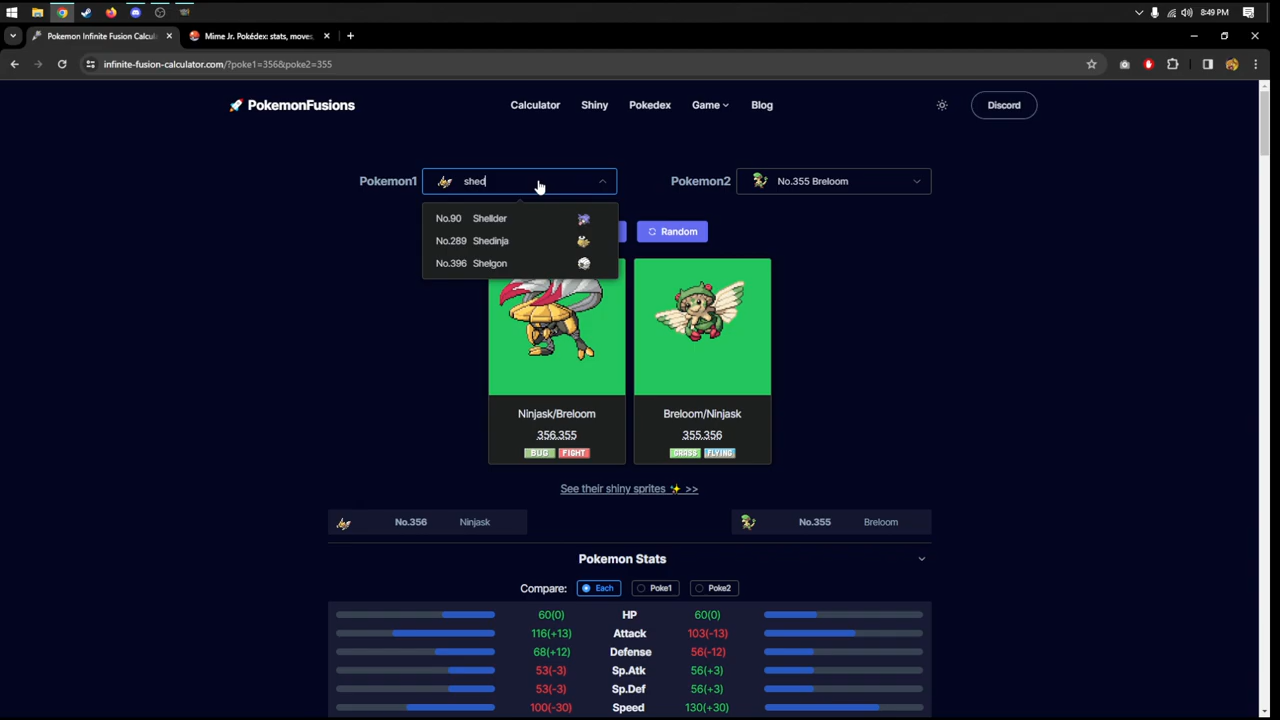 8:49 PM
Pokemon Infinite Fusion Calcul
Mime Jr. Pokédex: stats, moves,
infinite-fusion-calculator.com/?poke1=356&poke2=355
PokemonFusions
Calculator Shiny Pokedex Game Blog
Discord
Pokemon1 shed
Pokemon2 No.355 Breloom
No.90 Shellder
No.289 Shedinja
No.396 Shelgon
Random
Ninjask/Breloom
356.355
BUG FIGHT
Breloom/Ninjask
355.356
GRASS FLYING
See their shiny sprites ✨ >>
No.356 Ninjask
No.355 Breloom
Pokemon Stats
Compare: Each Poke1 Poke2
60(0) HP 60(0)
116(+13) Attack 103(-13)
68(+12) Defense 56(-12)
53(-3) Sp.Atk 56(+3)
53(-3) Sp.Def 56(+3)
100(-30) Speed 130(+30)